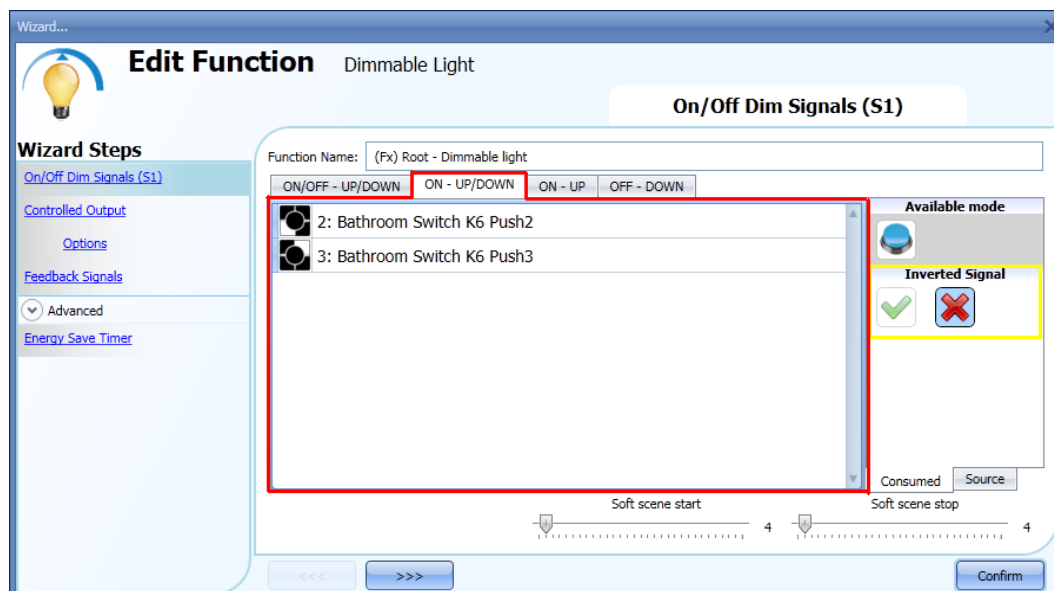 Wizard...
Edit Function Dimmable Light
On/Off Dim Signals (S1)
Wizard Steps
On/Off Dim Signals (S1)
Controlled Output
Options
Feedback Signals
Advanced
Energy Save Timer
Function Name: (Fx) Root - Dimmable light
ON/OFF - UP/DOWN ON - UP/DOWN ON - UP OFF - DOWN
2: Bathroom Switch K6 Push2
3: Bathroom Switch K6 Push3
Available mode
Inverted Signal
Consumed Source
Soft scene start 4
Soft scene stop 4
<<< >>> Confirm